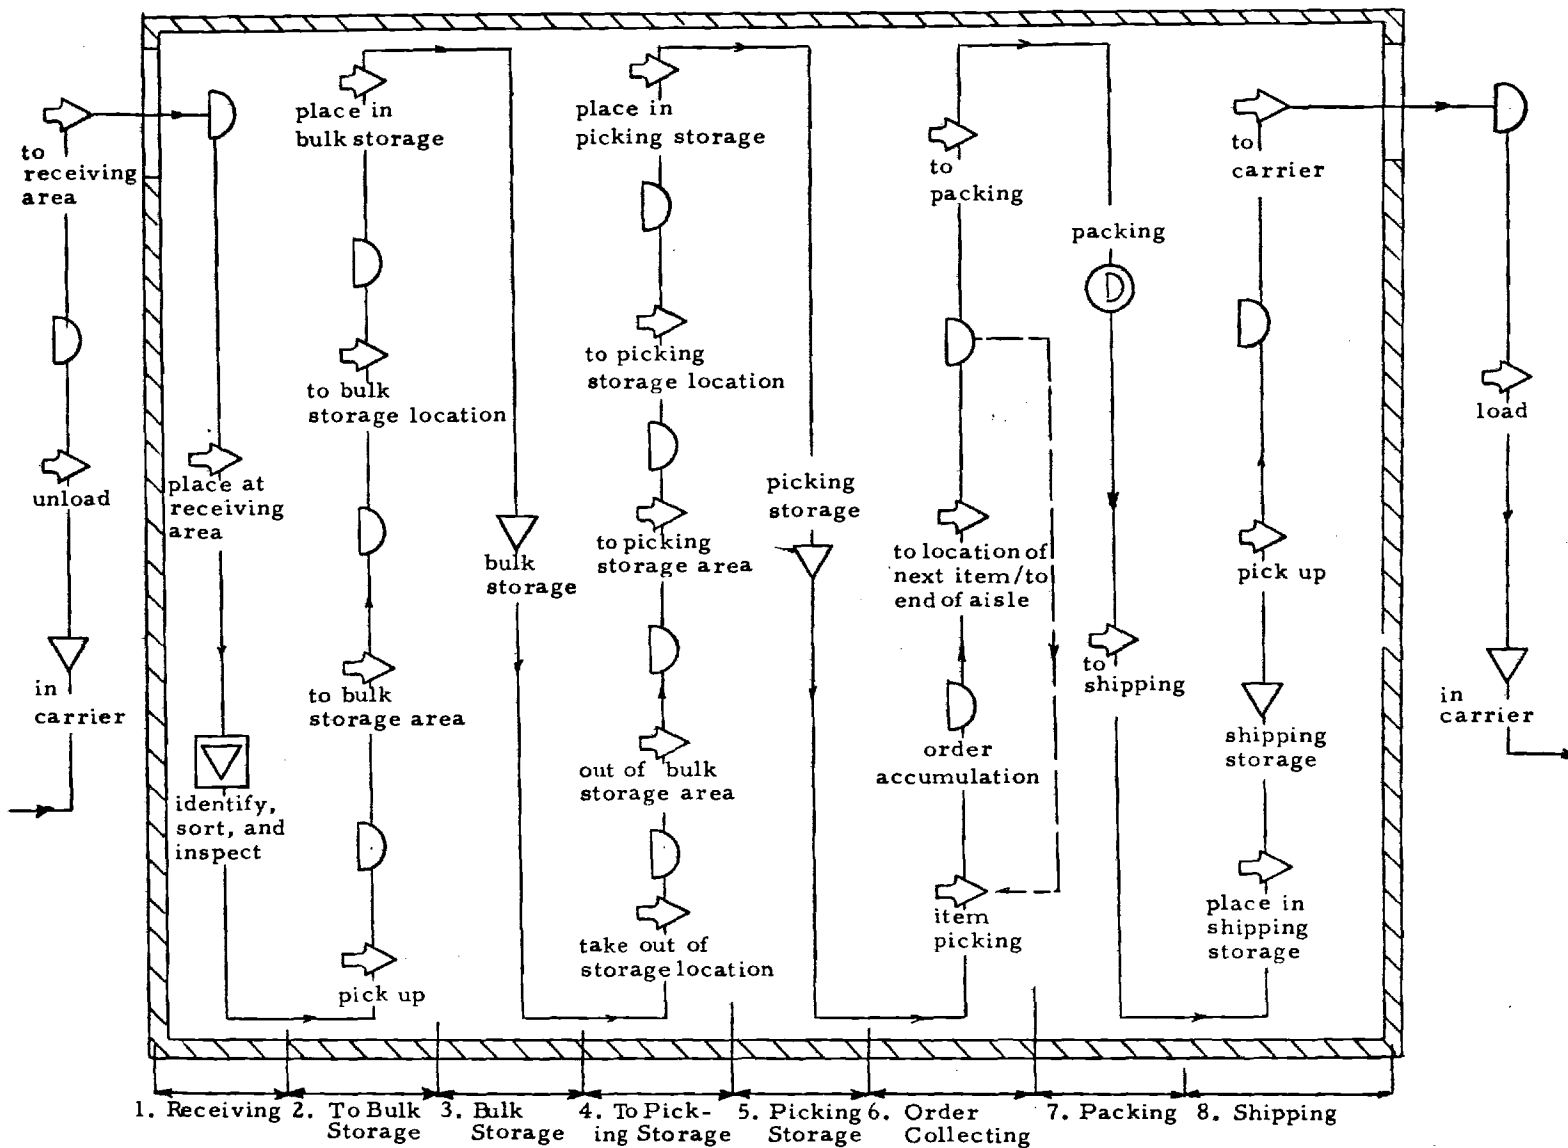 to
receiving
area
unload
in
carrier
place at
receiving
area
identify,
sort, and
inspect
place in
bulk storage
to bulk
storage location
to bulk
storage area
pick up
bulk
storage
place in
picking storage
to picking
storage location
to picking
storage area
out of bulk
storage area
take out of
storage location
picking
storage
to
packing
to location of
next item/to
end of aisle
order
accumulation
item
picking
packing
to
shipping
to
carrier
pick up
shipping
storage
place in
shipping
storage
load
in
carrier
1. Receiving
2. To Bulk
Storage
3. Bulk
Storage
4. To Pick-
ing Storage
5. Picking
Storage
6. Order
Collecting
7. Packing
8. Shipping